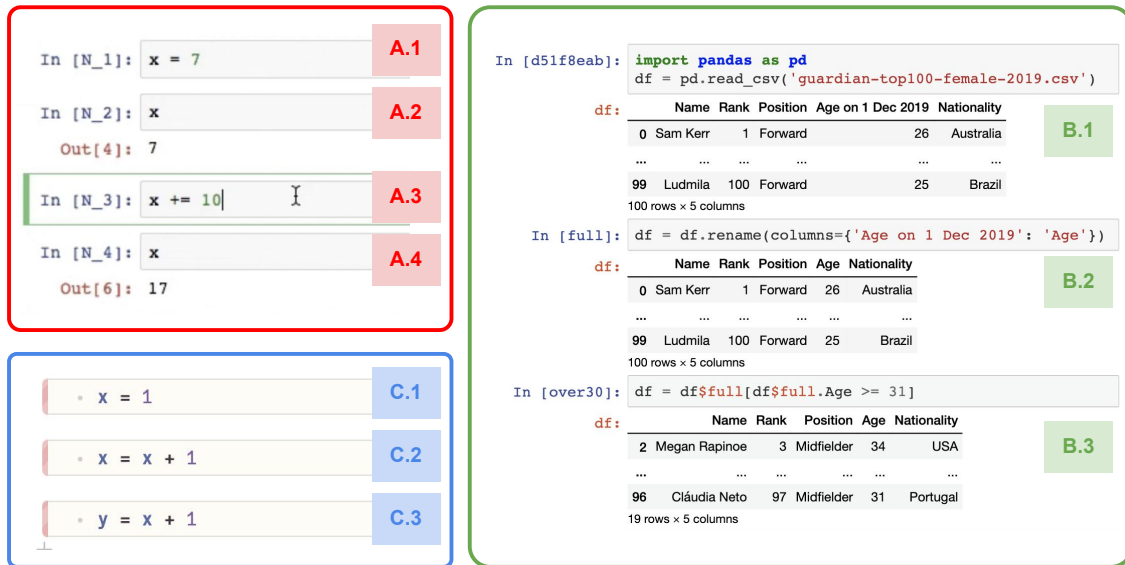 In [N_1]: x = 7
A.1
In [N_2]: x
A.2
Out[4]: 7
In [N_3]: x += 10
A.3
In [N_4]: x
A.4
Out[6]: 17
x = 1
C.1
x = x + 1
C.2
y = x + 1
C.3
In [d51f8eab]: import pandas as pd
df = pd.read_csv('guardian-top100-female-2019.csv')
df: Name Rank Position Age on 1 Dec 2019 Nationality
0 Sam Kerr 1 Forward 26 Australia
... ... ... ... ... ...
99 Ludmila 100 Forward 25 Brazil
100 rows × 5 columns
B.1
In [full]: df = df.rename(columns={'Age on 1 Dec 2019': 'Age'})
df: Name Rank Position Age Nationality
0 Sam Kerr 1 Forward 26 Australia
... ... ... ... ... ...
99 Ludmila 100 Forward 25 Brazil
100 rows × 5 columns
B.2
In [over30]: df = df$full[df$full.Age >= 31]
df: Name Rank Position Age Nationality
2 Megan Rapinoe 3 Midfielder 34 USA
... ... ... ... ... ...
96 Cláudia Neto 97 Midfielder 31 Portugal
19 rows × 5 columns
B.3